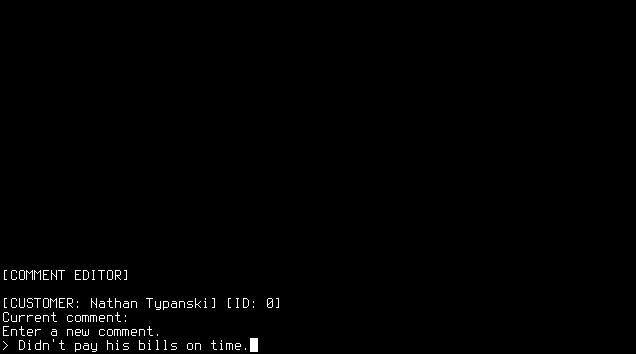 [COMMENT EDITOR]
[CUSTOMER: Nathan Typanski] [ID: 0]
Current comment:
Enter a new comment.
> Didn't pay his bills on time.